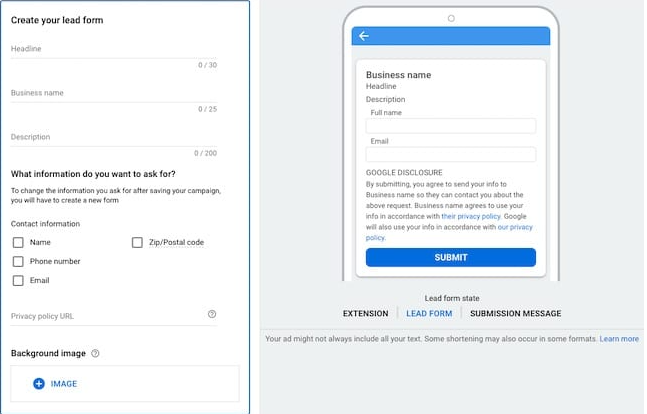 Create your lead form
Headline
0 / 30
Business name
0 / 25
Description
0 / 200
What information do you want to ask for?
To change the information you ask for after saving your campaign,
you will have to create a new form
Contact information
Name
Zip/Postal code
Phone number
Email
Privacy policy URL
Background image
IMAGE
Business name
Headline
Description
Full name
Email
GOOGLE DISCLOSURE
By submitting, you agree to send your info to
Business name so they can contact you about the
above request. Business name agrees to use your
info in accordance with their privacy policy. Google
will also use your info in accordance with our privacy
policy.
SUBMIT
Lead form state
EXTENSION
LEAD FORM
SUBMISSION MESSAGE
Your ad might not always include all your text. Some shortening may also occur in some formats. Learn more